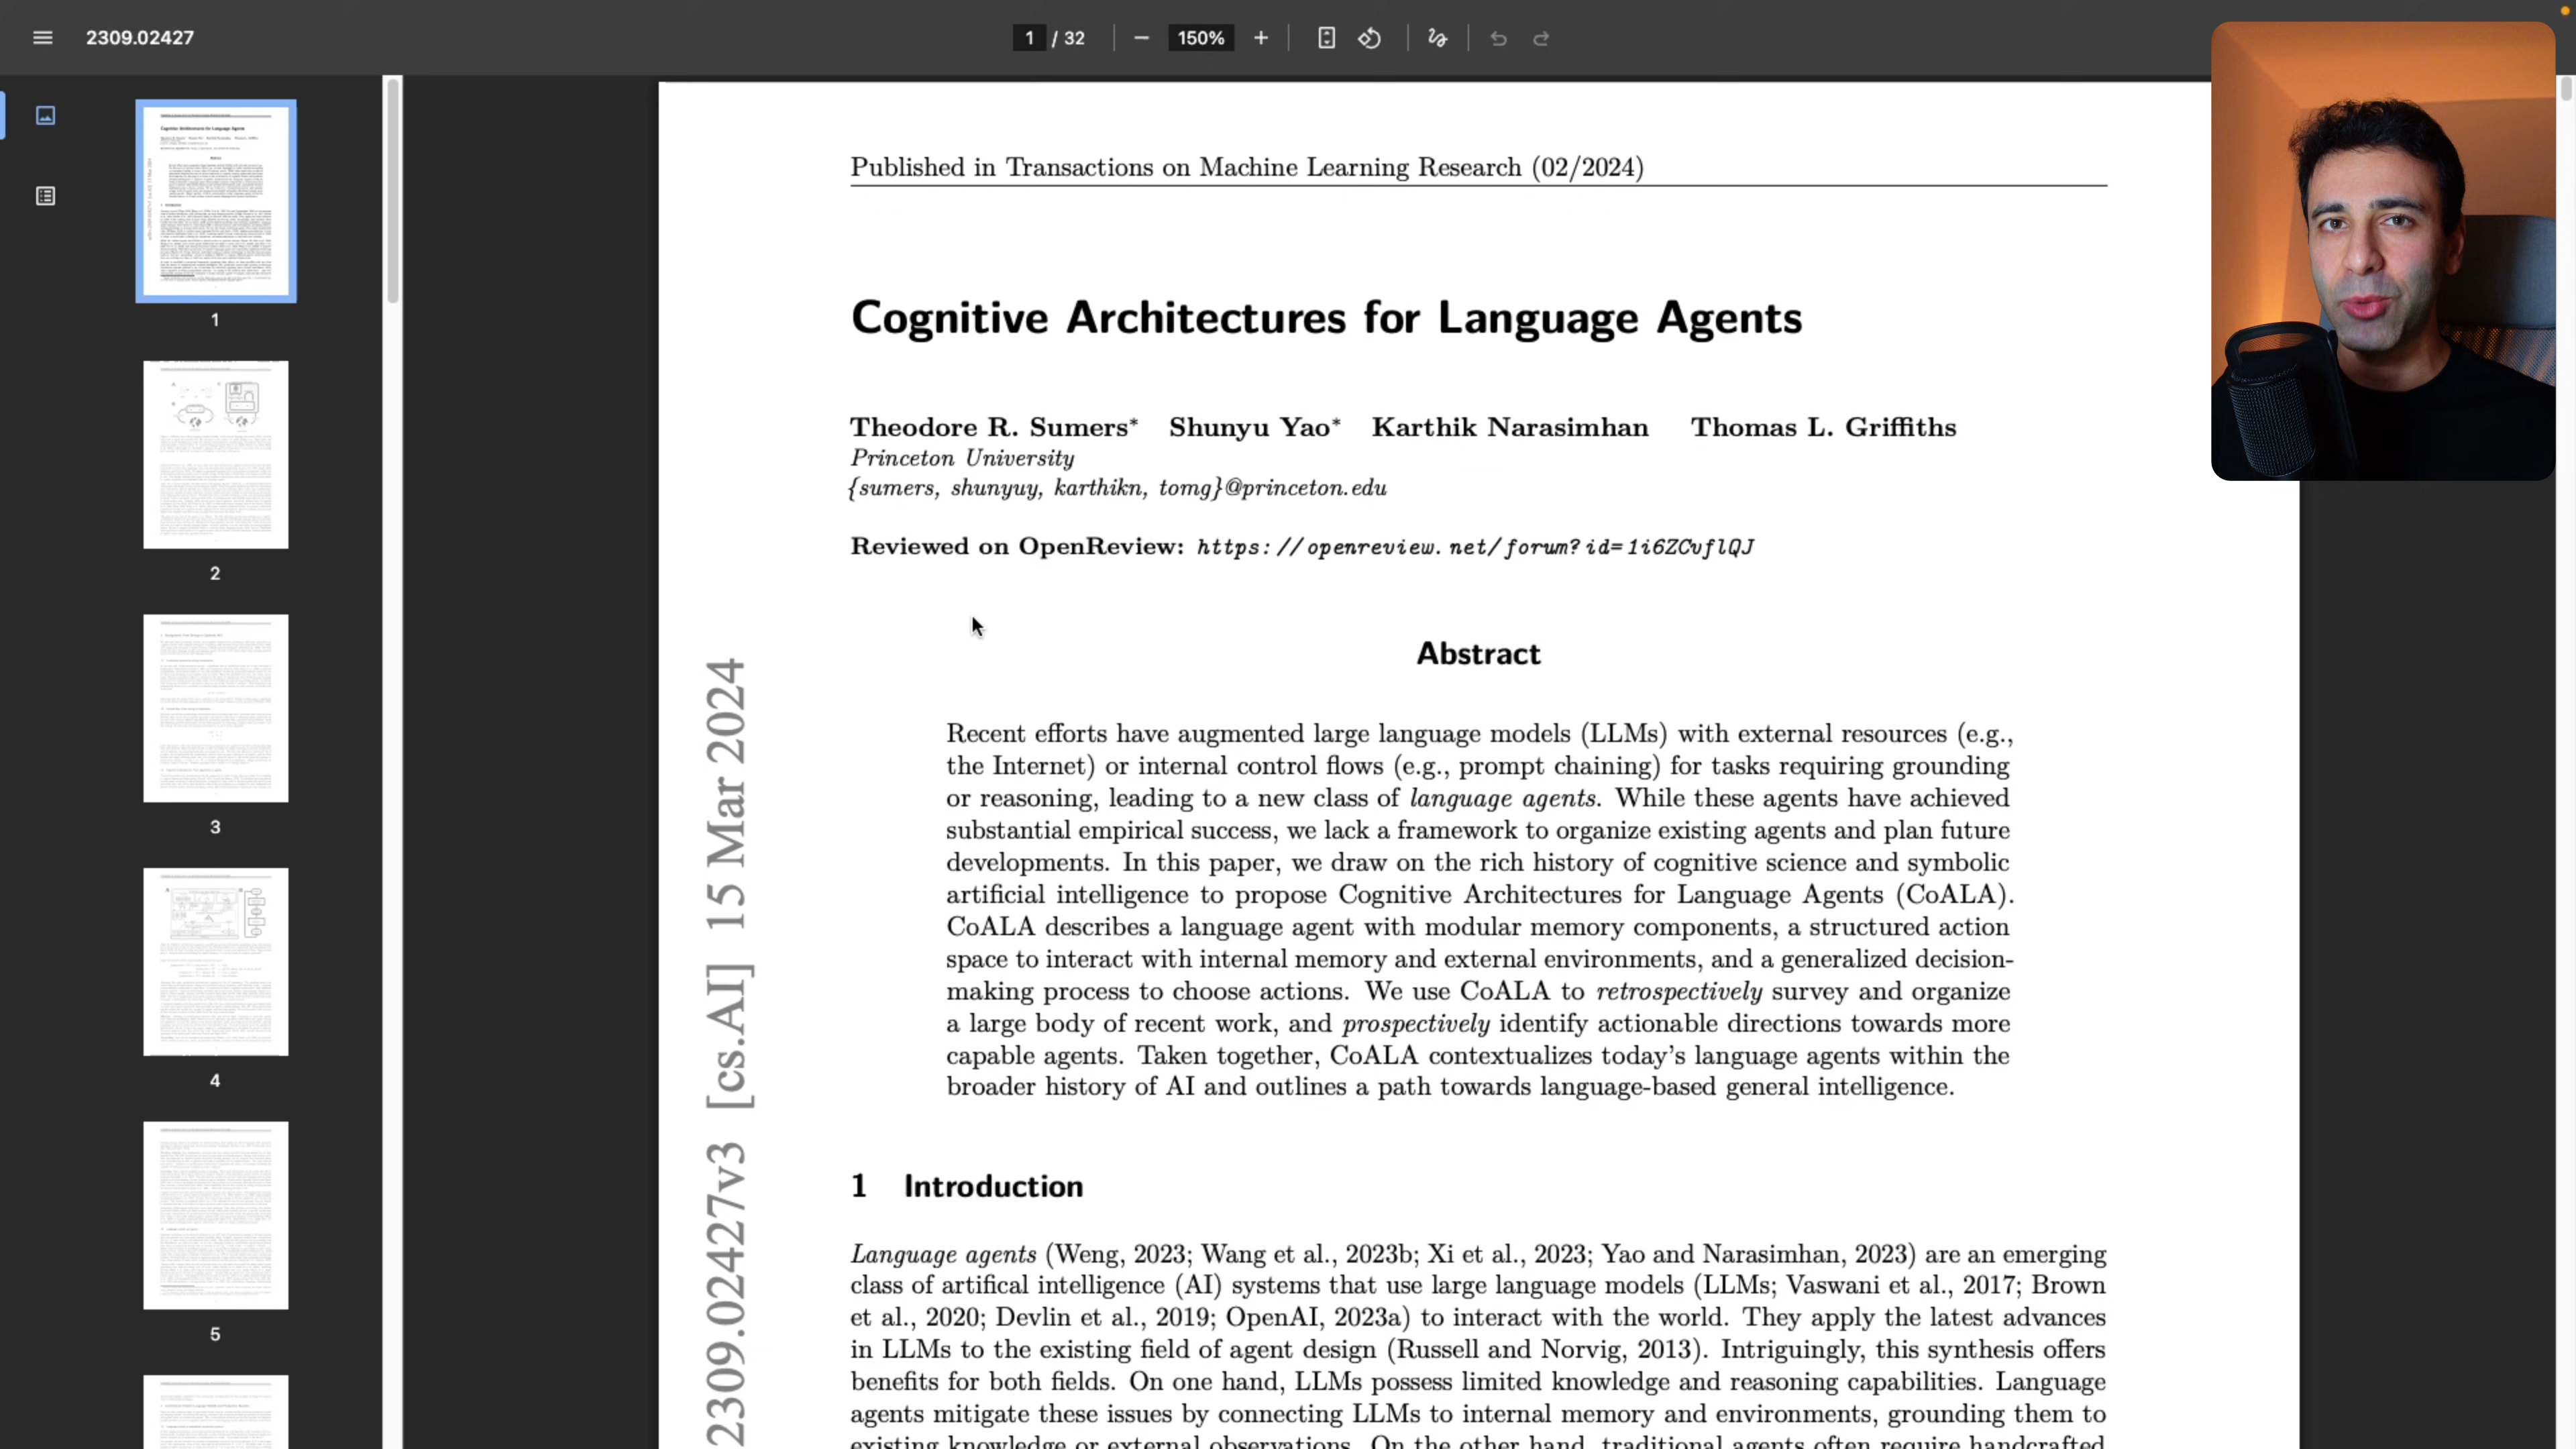 2309.02427
1 / 32
150%
1
2
3
4
5
Published in Transactions on Machine Learning Research (02/2024)
Cognitive Architectures for Language Agents
Theodore R. Sumers* Shunyu Yao* Karthik Narasimhan Thomas L. Griffiths
Princeton University
{sumers, shunyuy, karthikn, tomg}@princeton.edu
Reviewed on OpenReview: https://openreview.net/forum?id=1i6ZCvflQJ
Abstract
Recent efforts have augmented large language models (LLMs) with external resources (e.g.,
the Internet) or internal control flows (e.g., prompt chaining) for tasks requiring grounding
or reasoning, leading to a new class of language agents. While these agents have achieved
substantial empirical success, we lack a framework to organize existing agents and plan future
developments. In this paper, we draw on the rich history of cognitive science and symbolic
artificial intelligence to propose Cognitive Architectures for Language Agents (CoALA).
CoALA describes a language agent with modular memory components, a structured action
space to interact with internal memory and external environments, and a generalized decision-
making process to choose actions. We use CoALA to retrospectively survey and organize
a large body of recent work, and prospectively identify actionable directions towards more
capable agents. Taken together, CoALA contextualizes today's language agents within the
broader history of AI and outlines a path towards language-based general intelligence.
2309.02427v3 [cs.AI] 15 Mar 2024
1 Introduction
Language agents (Weng, 2023; Wang et al., 2023b; Xi et al., 2023; Yao and Narasimhan, 2023) are an emerging
class of artifical intelligence (AI) systems that use large language models (LLMs; Vaswani et al., 2017; Brown
et al., 2020; Devlin et al., 2019; OpenAI, 2023a) to interact with the world. They apply the latest advances
in LLMs to the existing field of agent design (Russell and Norvig, 2013). Intriguingly, this synthesis offers
benefits for both fields. On one hand, LLMs possess limited knowledge and reasoning capabilities. Language
agents mitigate these issues by connecting LLMs to internal memory and environments, grounding them to
existing knowledge or external observations. On the other hand, traditional agents often require handcrafted